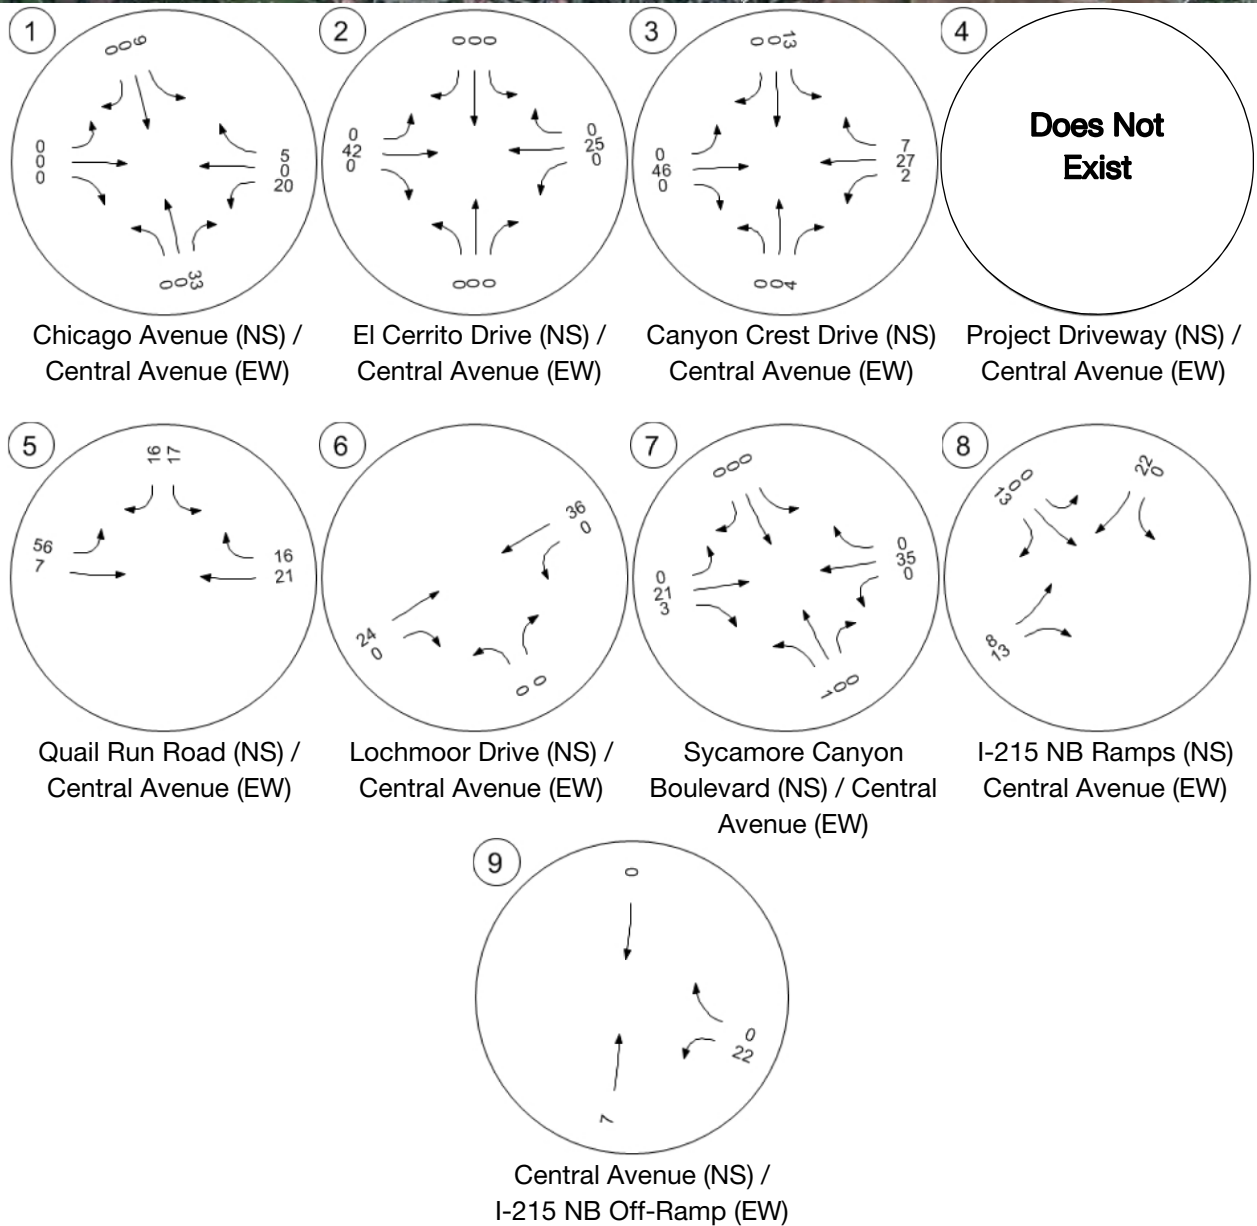 1
0 0 9
0
0
0
5
0
20
0 0 33
Chicago Avenue (NS) /
Central Avenue (EW)
2
0 0 0
0
42
0
0
25
0
0 0 0
El Cerrito Drive (NS) /
Central Avenue (EW)
3
0 0 13
0
46
0
7
27
2
0 0 4
Canyon Crest Drive (NS)
Central Avenue (EW)
4
Does Not
Exist
Project Driveway (NS) /
Central Avenue (EW)
5
16 17
56
7
16
21
Quail Run Road (NS) /
Central Avenue (EW)
6
36
0
24
0
0 0
Lochmoor Drive (NS) /
Central Avenue (EW)
7
0 0 0
0
21
3
0
35
0
1 0 0
Sycamore Canyon
Boulevard (NS) / Central
Avenue (EW)
8
13 0 0
22
0
8
13
I-215 NB Ramps (NS)
Central Avenue (EW)
9
0
0
22
7
Central Avenue (NS) /
I-215 NB Off-Ramp (EW)